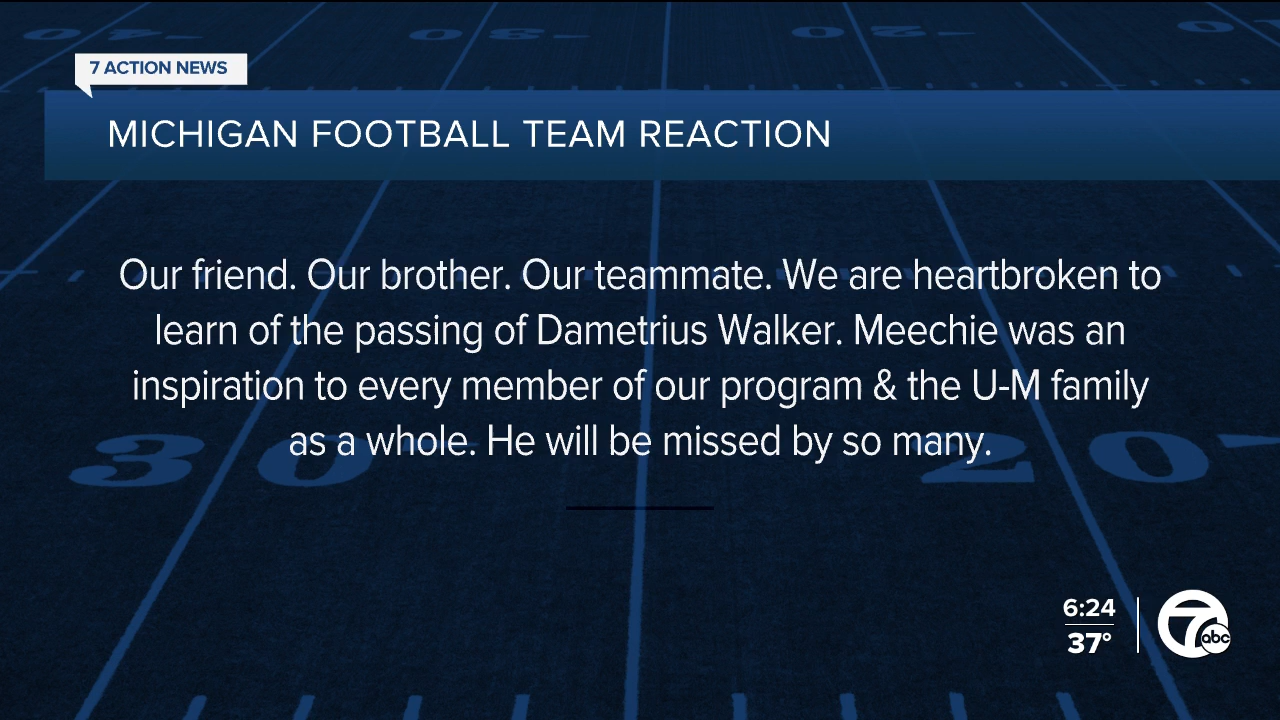 7 ACTION NEWS
MICHIGAN FOOTBALL TEAM REACTION
Our friend. Our brother. Our teammate. We are heartbroken to
learn of the passing of Dametrius Walker. Meechie was an
inspiration to every member of our program & the U-M family
as a whole. He will be missed by so many.
30
20
6:24
37°
7
abc